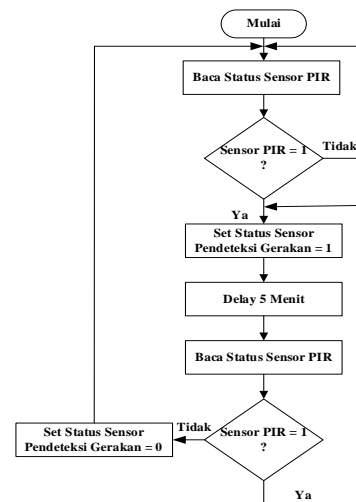 Mulai
Baca Status Sensor PIR
Sensor PIR = 1
?
Tidak
Ya
Set Status Sensor
Pendeteksi Gerakan = 1
Delay 5 Menit
Baca Status Sensor PIR
Sensor PIR = 1
?
Tidak
Set Status Sensor
Pendeteksi Gerakan = 0
Ya